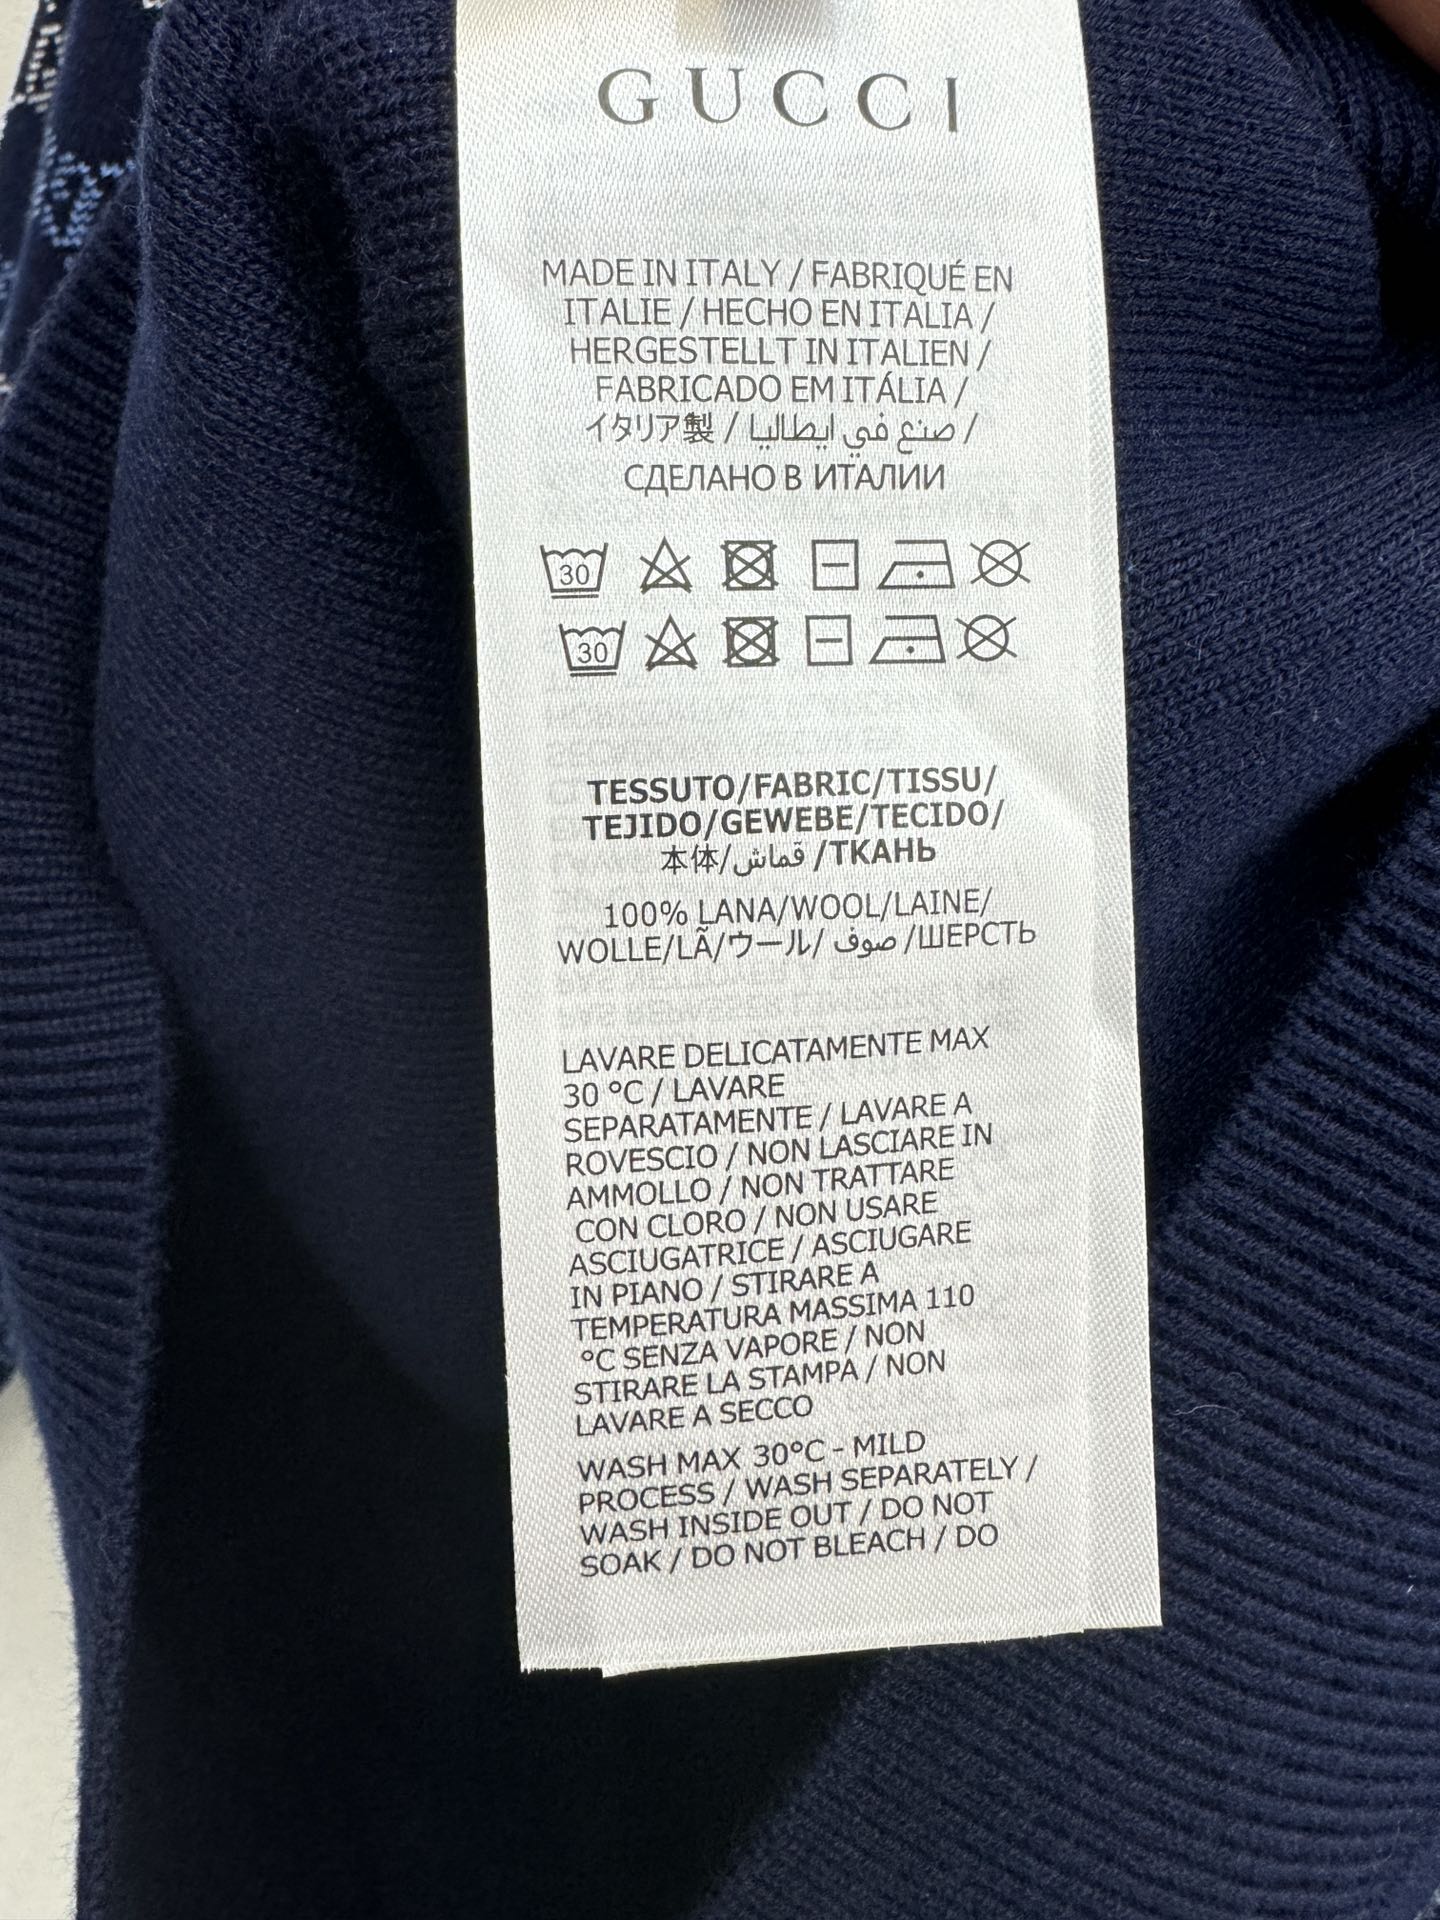 GUCCI
MADE IN ITALY / FABRIQUÉ EN
ITALIE / HECHO EN ITALIA /
HERGESTELLT IN ITALIEN /
FABRICADO EM ITÁLIA /
イタリア製 / صنع في ايطاليا /
СДЕЛАНО В ИТАЛИИ
30
30
TESSUTO/FABRIC/TISSU/
TEJIDO/GEWEBE/TECIDO/
本体/قماش /ТКАНЬ
100% LANA/WOOL/LAINE/
WOLLE/LÃ/ウール/ صوف /ШЕРСТЬ
LAVARE DELICATAMENTE MAX
30 °C / LAVARE
SEPARATAMENTE / LAVARE A
ROVESCIO / NON LASCIARE IN
AMMOLLO / NON TRATTARE
CON CLORO / NON USARE
ASCIUGATRICE / ASCIUGARE
IN PIANO / STIRARE A
TEMPERATURA MASSIMA 110
°C SENZA VAPORE / NON
STIRARE LA STAMPA / NON
LAVARE A SECCO
WASH MAX 30°C - MILD
PROCESS / WASH SEPARATELY /
WASH INSIDE OUT / DO NOT
SOAK / DO NOT BLEACH / DO